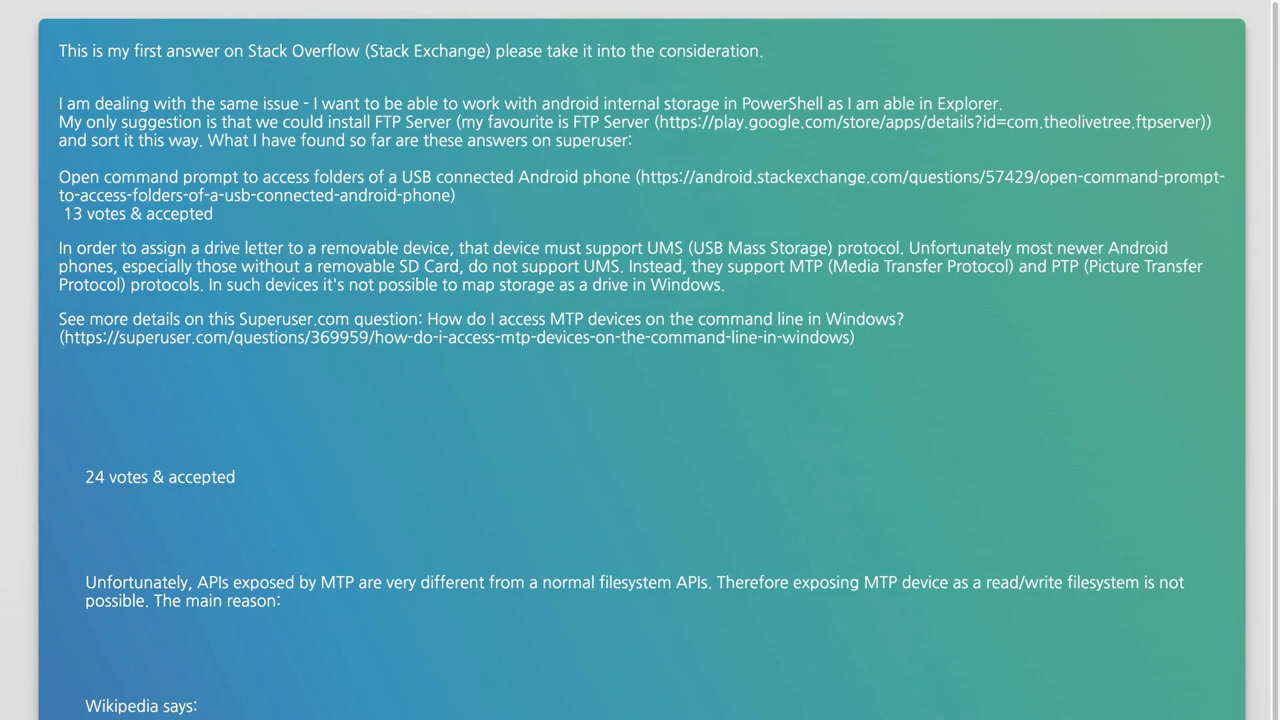 This is my first answer on Stack Overflow (Stack Exchange) please take it into the consideration.
I am dealing with the same issue - I want to be able to work with android internal storage in PowerShell as I am able in Explorer.
My only suggestion is that we could install FTP Server (my favourite is FTP Server (https://play.google.com/store/apps/details?id=com.theolivetree.ftpserver))
and sort it this way. What I have found so far are these answers on superuser:
Open command prompt to access folders of a USB connected Android phone (https://android.stackexchange.com/questions/57429/open-command-prompt-
to-access-folders-of-a-usb-connected-android-phone)
13 votes & accepted
In order to assign a drive letter to a removable device, that device must support UMS (USB Mass Storage) protocol. Unfortunately most newer Android
phones, especially those without a removable SD Card, do not support UMS. Instead, they support MTP (Media Transfer Protocol) and PTP (Picture Transfer
Protocol) protocols. In such devices it's not possible to map storage as a drive in Windows.
See more details on this Superuser.com question: How do I access MTP devices on the command line in Windows?
(https://superuser.com/questions/369959/how-do-i-access-mtp-devices-on-the-command-line-in-windows)
24 votes & accepted
Unfortunately, APIs exposed by MTP are very different from a normal filesystem APIs. Therefore exposing MTP device as a read/write filesystem is not
possible. The main reason:
Wikipedia says: